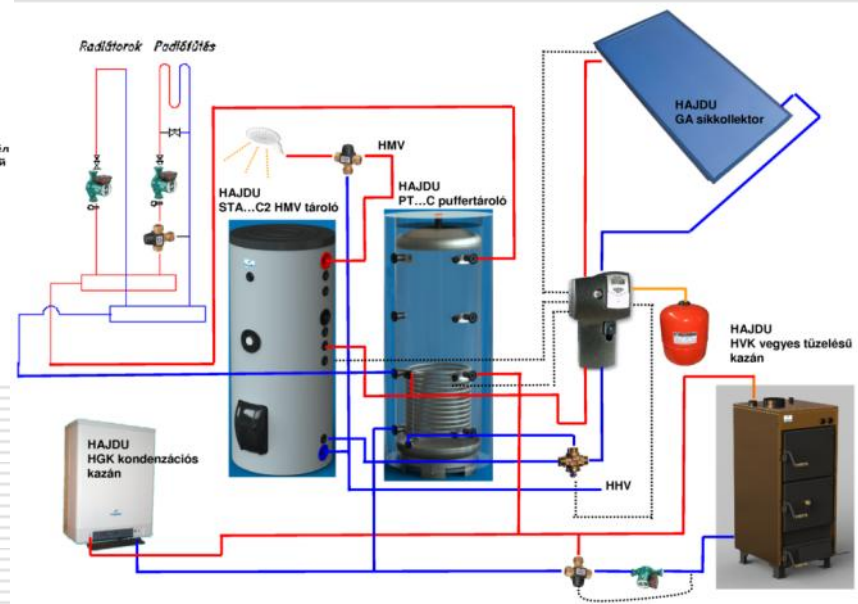 Radiátorok Padlófűtés
HAJDU
GA síkkollektor
HMV
HAJDU
STA...C2 HMV tároló
HAJDU
PT...C puffertároló
HAJDU
HVK vegyes tüzelésű
kazán
HAJDU
HGK kondenzációs
kazán
HHV